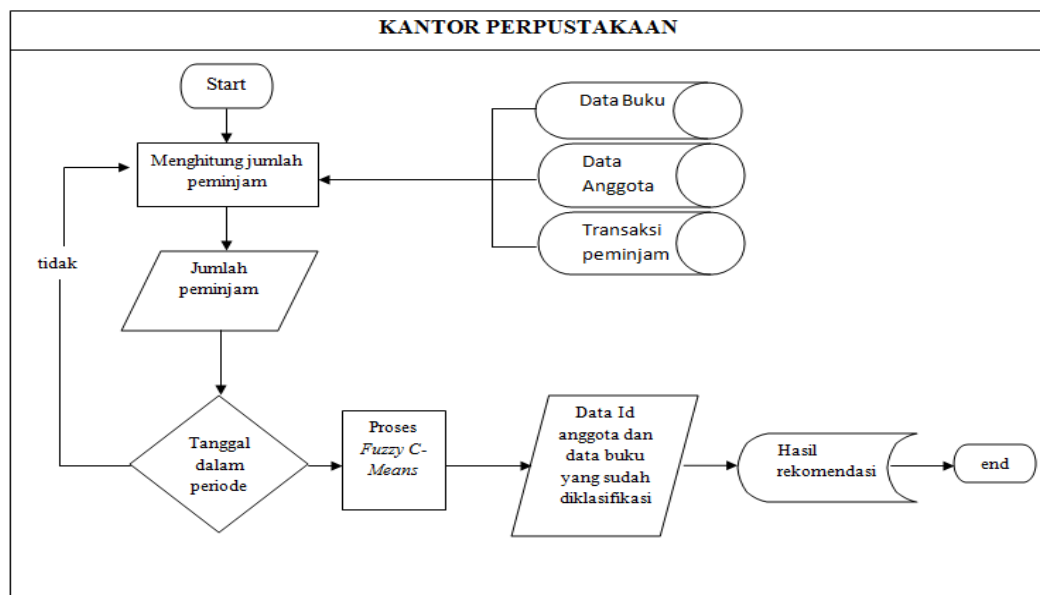 KANTOR PERPUSTAKAAN
Start
Data Buku
Menghitung jumlah
peminjam
Data
Anggota
Transaksi
peminjam
tidak
Jumlah
peminjam
Tanggal
dalam
periode
Proses
Fuzzy C-
Means
Data Id
anggota dan
data buku
yang sudah
diklasifikasi
Hasil
rekomendasi
end